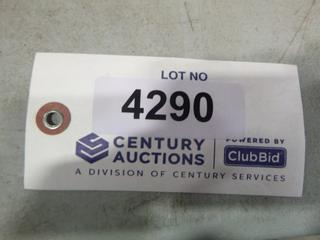 LOT NO
4290
CENTURY AUCTIONS
POWERED BY
ClubBid
A DIVISION OF CENTURY SERVICES